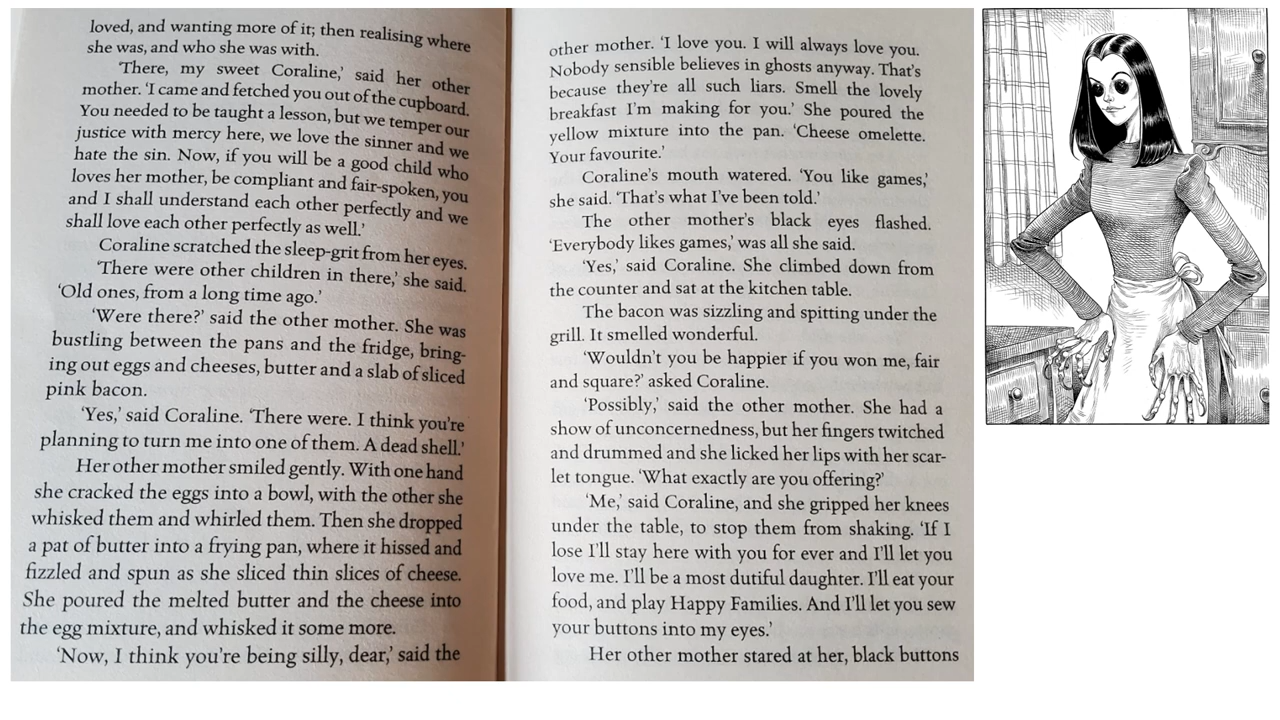 loved, and wanting more of it; then realising where
she was, and who she was with.
‘There, my sweet Coraline,’ said her other
mother. ‘I came and fetched you out of the cupboard.
You needed to be taught a lesson, but we temper our
justice with mercy here, we love the sinner and we
hate the sin. Now, if you will be a good child who
loves her mother, be compliant and fair-spoken, you
and I shall understand each other perfectly and we
shall love each other perfectly as well.’
Coraline scratched the sleep-grit from her eyes.
‘There were other children in there,’ she said.
‘Old ones, from a long time ago.’
‘Were there?’ said the other mother. She was
bustling between the pans and the fridge, bring-
ing out eggs and cheeses, butter and a slab of sliced
pink bacon.
‘Yes,’ said Coraline. ‘There were. I think you’re
planning to turn me into one of them. A dead shell.’
Her other mother smiled gently. With one hand
she cracked the eggs into a bowl, with the other she
whisked them and whirled them. Then she dropped
a pat of butter into a frying pan, where it hissed and
fizzled and spun as she sliced thin slices of cheese.
She poured the melted butter and the cheese into
the egg mixture, and whisked it some more.
‘Now, I think you’re being silly, dear,’ said the
other mother. ‘I love you. I will always love you.
Nobody sensible believes in ghosts anyway. That’s
because they’re all such liars. Smell the lovely
breakfast I’m making for you.’ She poured the
yellow mixture into the pan. ‘Cheese omelette.
Your favourite.’
Coraline’s mouth watered. ‘You like games,’
she said. ‘That’s what I’ve been told.’
The other mother’s black eyes flashed.
‘Everybody likes games,’ was all she said.
‘Yes,’ said Coraline. She climbed down from
the counter and sat at the kitchen table.
The bacon was sizzling and spitting under the
grill. It smelled wonderful.
‘Wouldn’t you be happier if you won me, fair
and square?’ asked Coraline.
‘Possibly,’ said the other mother. She had a
show of unconcernedness, but her fingers twitched
and drummed and she licked her lips with her scar-
let tongue. ‘What exactly are you offering?’
‘Me,’ said Coraline, and she gripped her knees
under the table, to stop them from shaking. ‘If I
lose I’ll stay here with you for ever and I’ll let you
love me. I’ll be a most dutiful daughter. I’ll eat your
food, and play Happy Families. And I’ll let you sew
your buttons into my eyes.’
Her other mother stared at her, black buttons